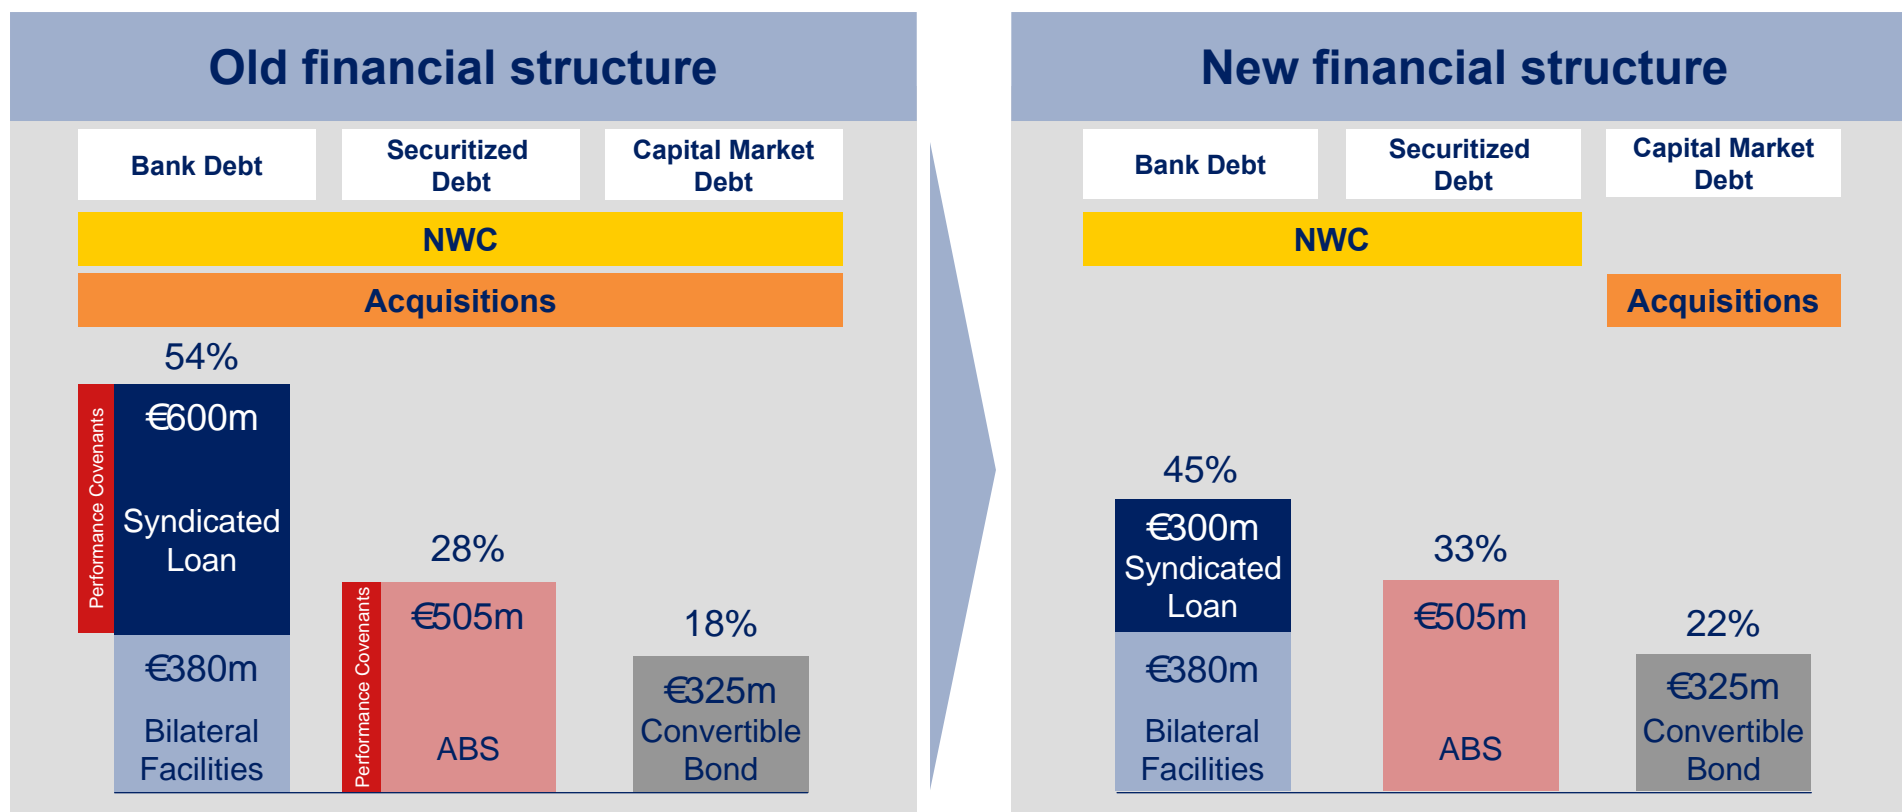 Old financial structure
Bank Debt
Securitized
Debt
Capital Market
Debt
NWC
Acquisitions
54%
Performance Covenants
€600m
Syndicated
Loan
€380m
Bilateral
Facilities
28%
Performance Covenants
€505m
ABS
18%
€325m
Convertible
Bond
New financial structure
Bank Debt
Securitized
Debt
Capital Market
Debt
NWC
Acquisitions
45%
€300m
Syndicated
Loan
€380m
Bilateral
Facilities
33%
€505m
ABS
22%
€325m
Convertible
Bond